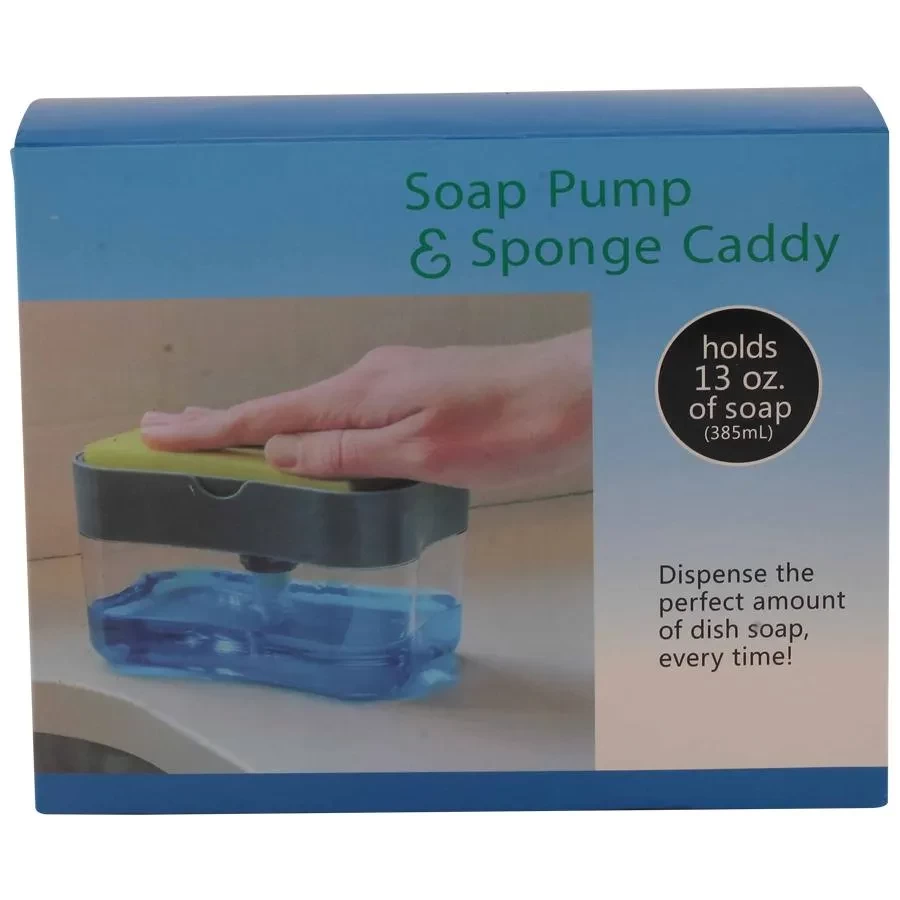 Soap Pump
& Sponge Caddy
holds
13 oz.
of soap
(385mL)
Dispense the
perfect amount
of dish soap,
every time!